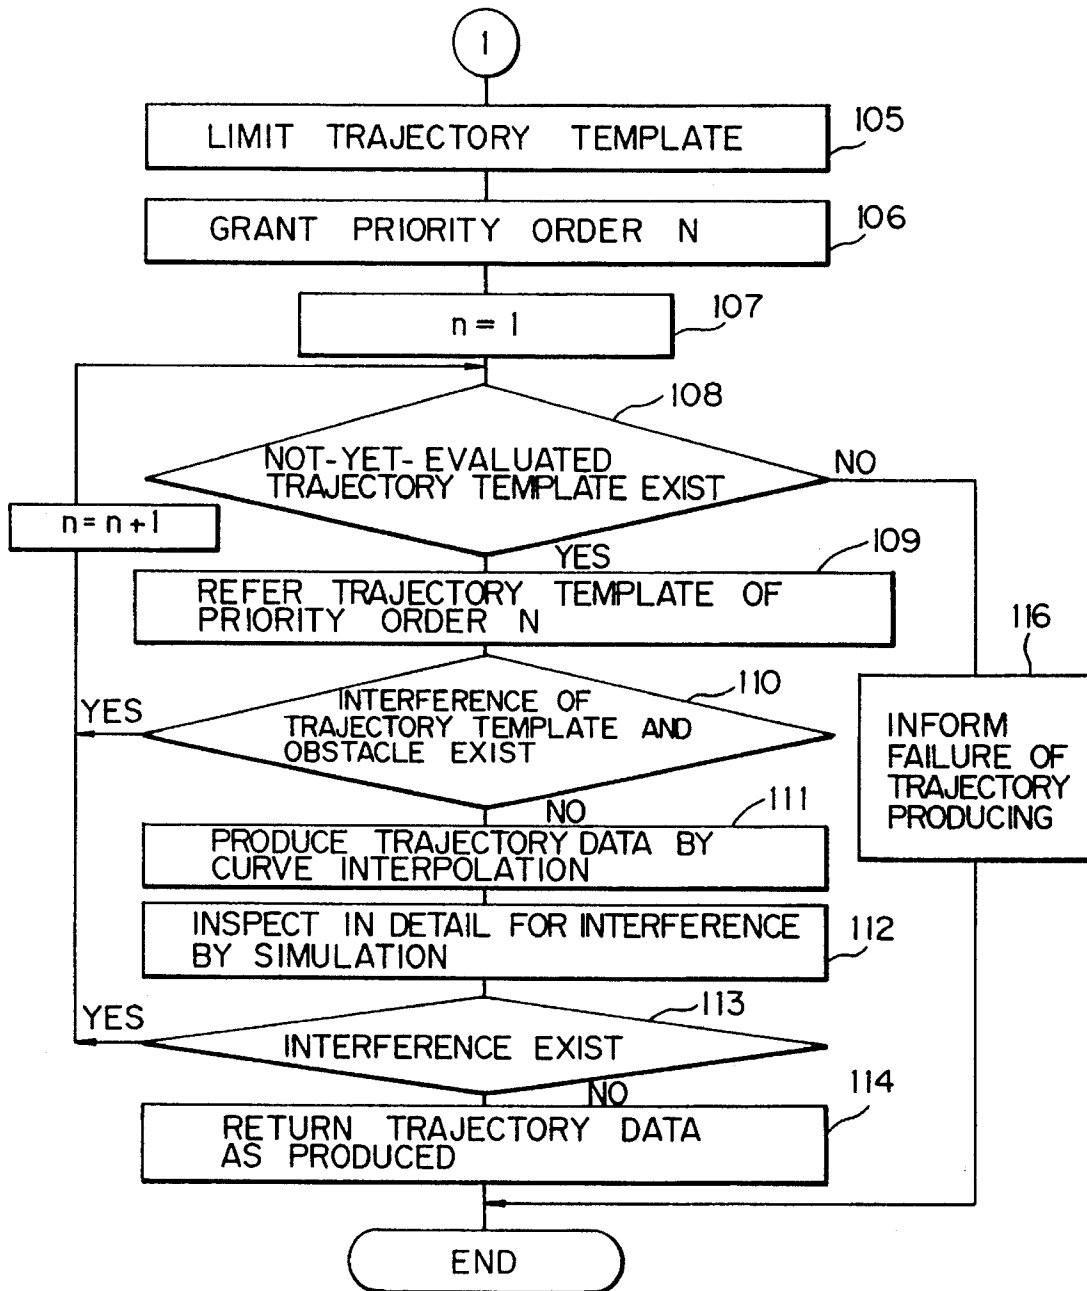 1
LIMIT TRAJECTORY TEMPLATE
105
GRANT PRIORITY ORDER N
106
n = 1
107
108
NOT-YET-EVALUATED
TRAJECTORY TEMPLATE EXIST
NO
n = n + 1
YES
109
REFER TRAJECTORY TEMPLATE OF
PRIORITY ORDER N
116
110
YES
INTERFERENCE OF
TRAJECTORY TEMPLATE AND
OBSTACLE EXIST
INFORM
FAILURE OF
TRAJECTORY
PRODUCING
NO
111
PRODUCE TRAJECTORY DATA BY
CURVE INTERPOLATION
INSPECT IN DETAIL FOR INTERFERENCE
BY SIMULATION
112
113
YES
INTERFERENCE EXIST
NO
114
RETURN TRAJECTORY DATA
AS PRODUCED
END